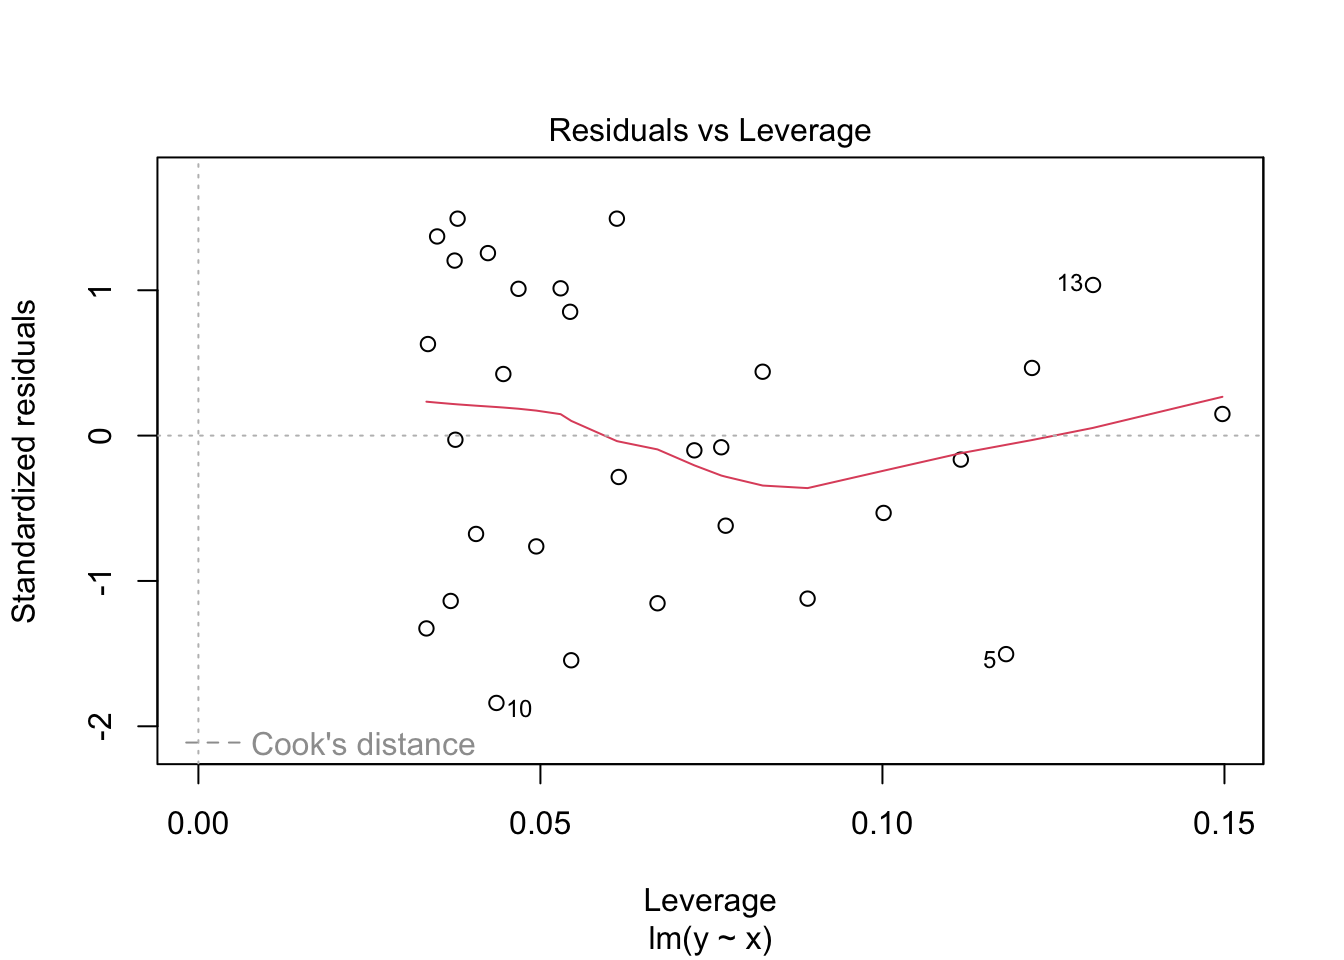 Residuals vs Leverage
Standardized residuals
1
0
-1
-2
13
5
10
Cook's distance
0.00 0.05 0.10 0.15
Leverage
lm(y ~ x)